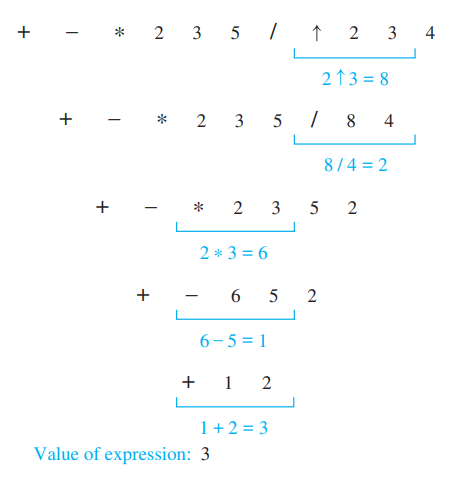 + − * 2 3 5 / ↑ 2 3 4
2 ↑ 3 = 8
+ − * 2 3 5 / 8 4
8 / 4 = 2
+ − * 2 3 5 2
2 * 3 = 6
+ − 6 5 2
6 − 5 = 1
+ 1 2
1 + 2 = 3
Value of expression: 3